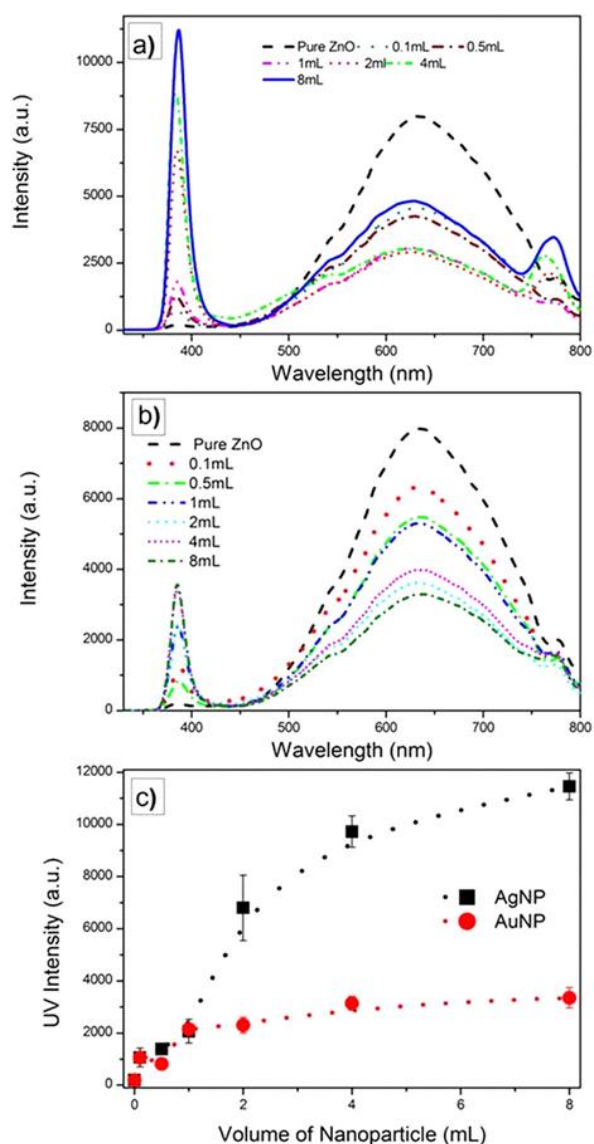 a)
Pure ZnO 0.1mL 0.5mL
1mL 2ml 4mL
8mL
10000
7500
5000
2500
0
Intensity (a.u.)
400 500 600 700 800
Wavelength (nm)
b)
Pure ZnO
0.1mL
0.5mL
1mL
2mL
4mL
8mL
8000
6000
4000
2000
0
Intensity (a.u.)
400 500 600 700 800
Wavelength (nm)
c)
AgNP
AuNP
12000
10000
8000
6000
4000
2000
0
UV Intensity (a.u.)
0 2 4 6 8
Volume of Nanoparticle (mL)